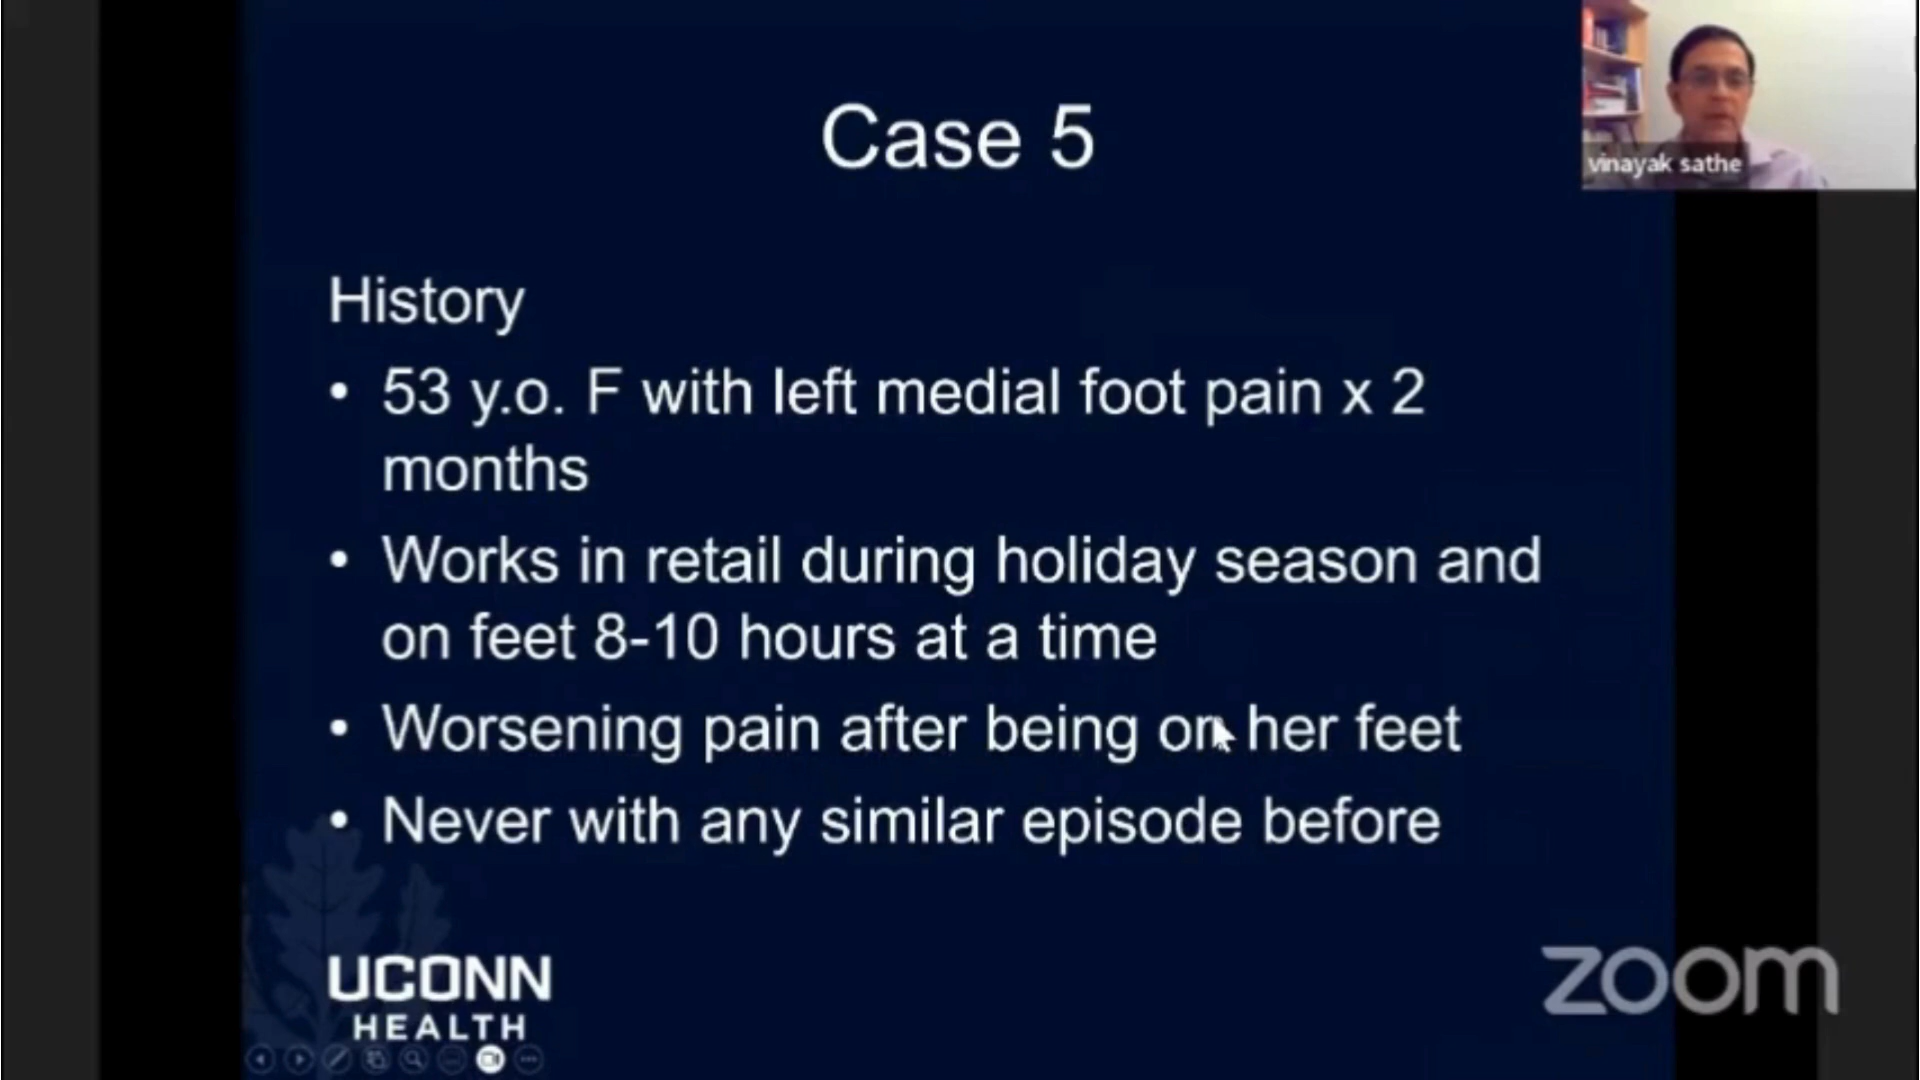 Case 5
vinayak sathe
History
• 53 y.o. F with left medial foot pain x 2
months
• Works in retail during holiday season and
on feet 8-10 hours at a time
• Worsening pain after being on her feet
• Never with any similar episode before
UCONN
HEALTH
zoom